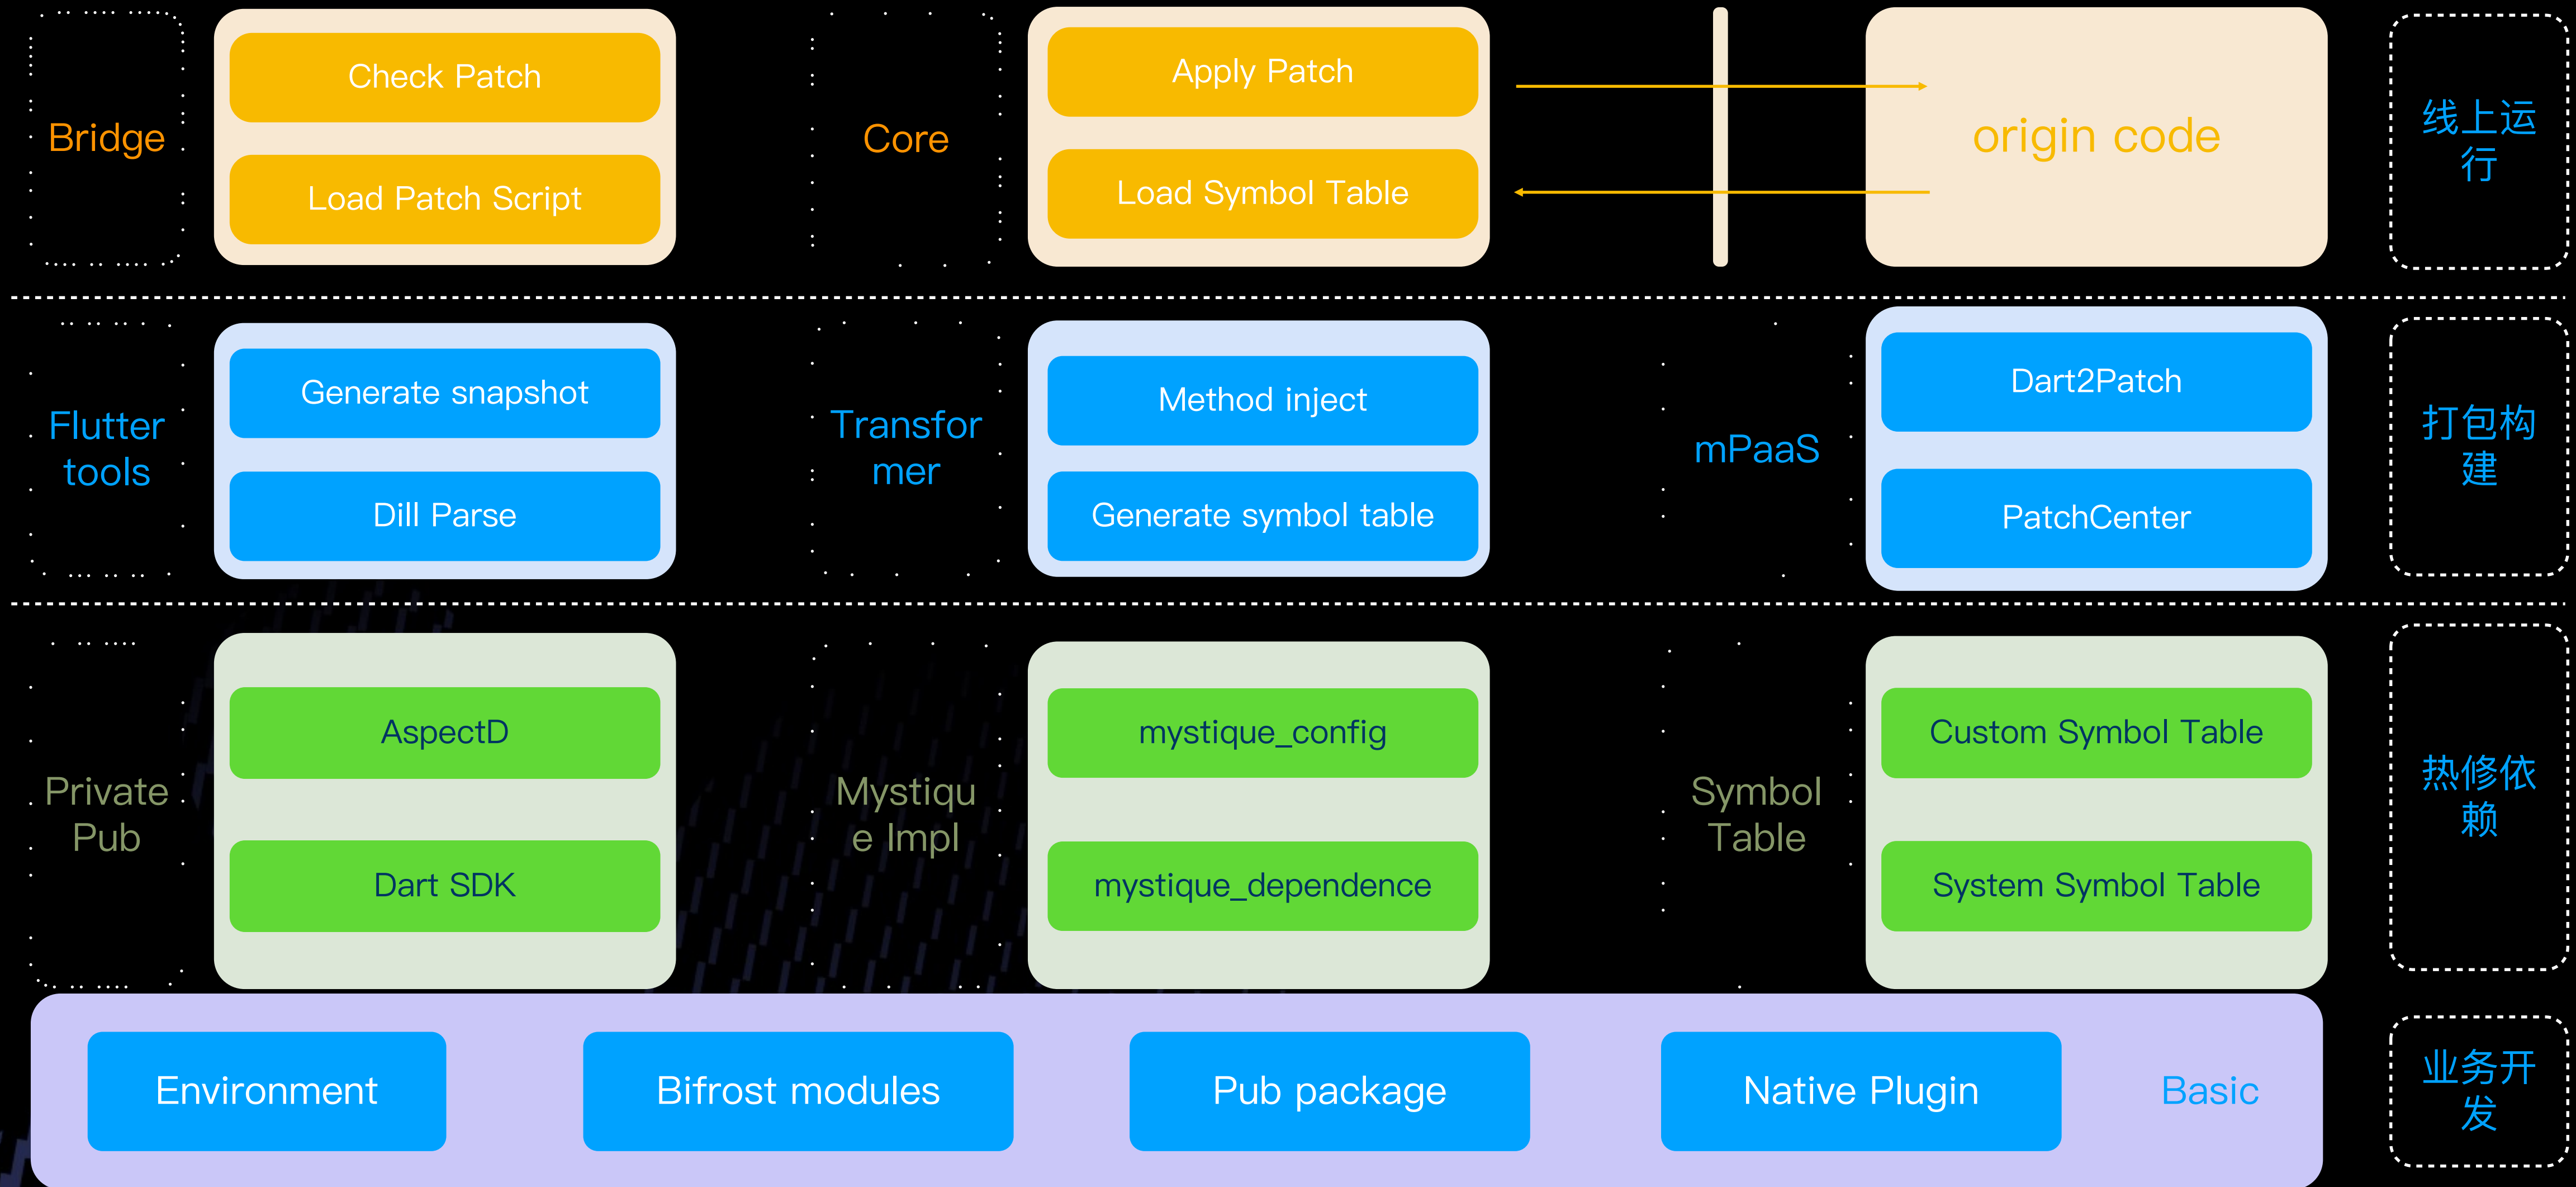 Bridge
Check Patch
Load Patch Script
Core
Apply Patch
Load Symbol Table
origin code
线上运
行
Flutter
tools
Generate snapshot
Dill Parse
Transfor
mer
Method inject
Generate symbol table
mPaaS
Dart2Patch
PatchCenter
打包构
建
Private
Pub
AspectD
Dart SDK
Mystiqu
e Impl
mystique_config
mystique_dependence
Symbol
Table
Custom Symbol Table
System Symbol Table
热修依
赖
Environment
Bifrost modules
Pub package
Native Plugin
Basic
业务开
发